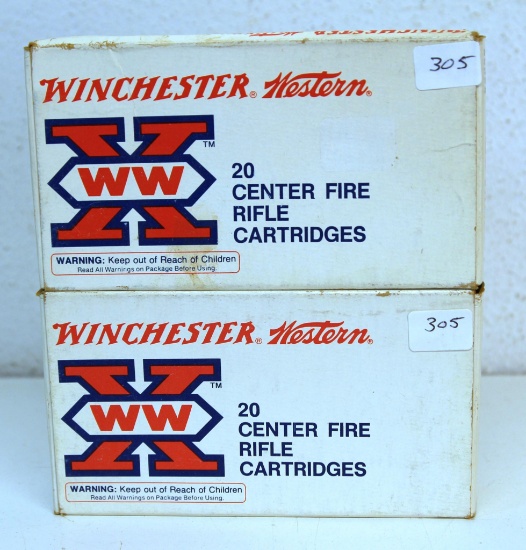 WINCHESTER WESTERN
305
WINCHESTER® Western®
WW
TM
20
CENTER FIRE
RIFLE
CARTRIDGES
WARNING: Keep out of Reach of Children
Read All Warnings on Package Before Using.
305
WINCHESTER® Western®
WW
TM
20
CENTER FIRE
RIFLE
CARTRIDGES
WARNING: Keep out of Reach of Children
Read All Warnings on Package Before Using.